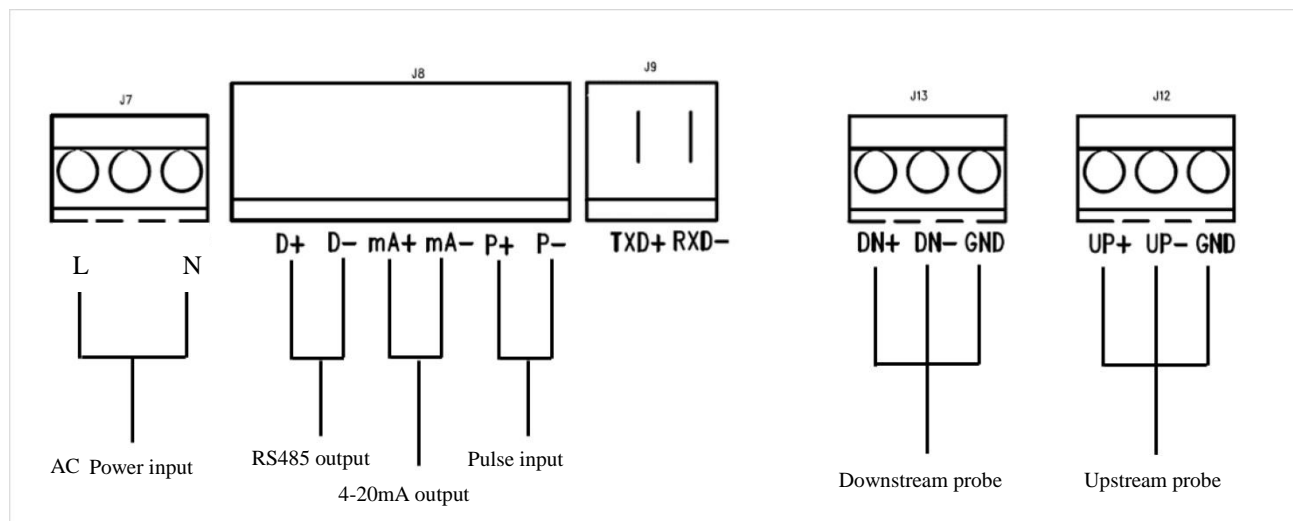 J7
J8
J9
J13
J12
D+ D- mA+ mA- P+ P-
TXD+ RXD-
DN+ DN- GND
UP+ UP- GND
L N
AC Power input
RS485 output
4-20mA output
Pulse input
Downstream probe
Upstream probe